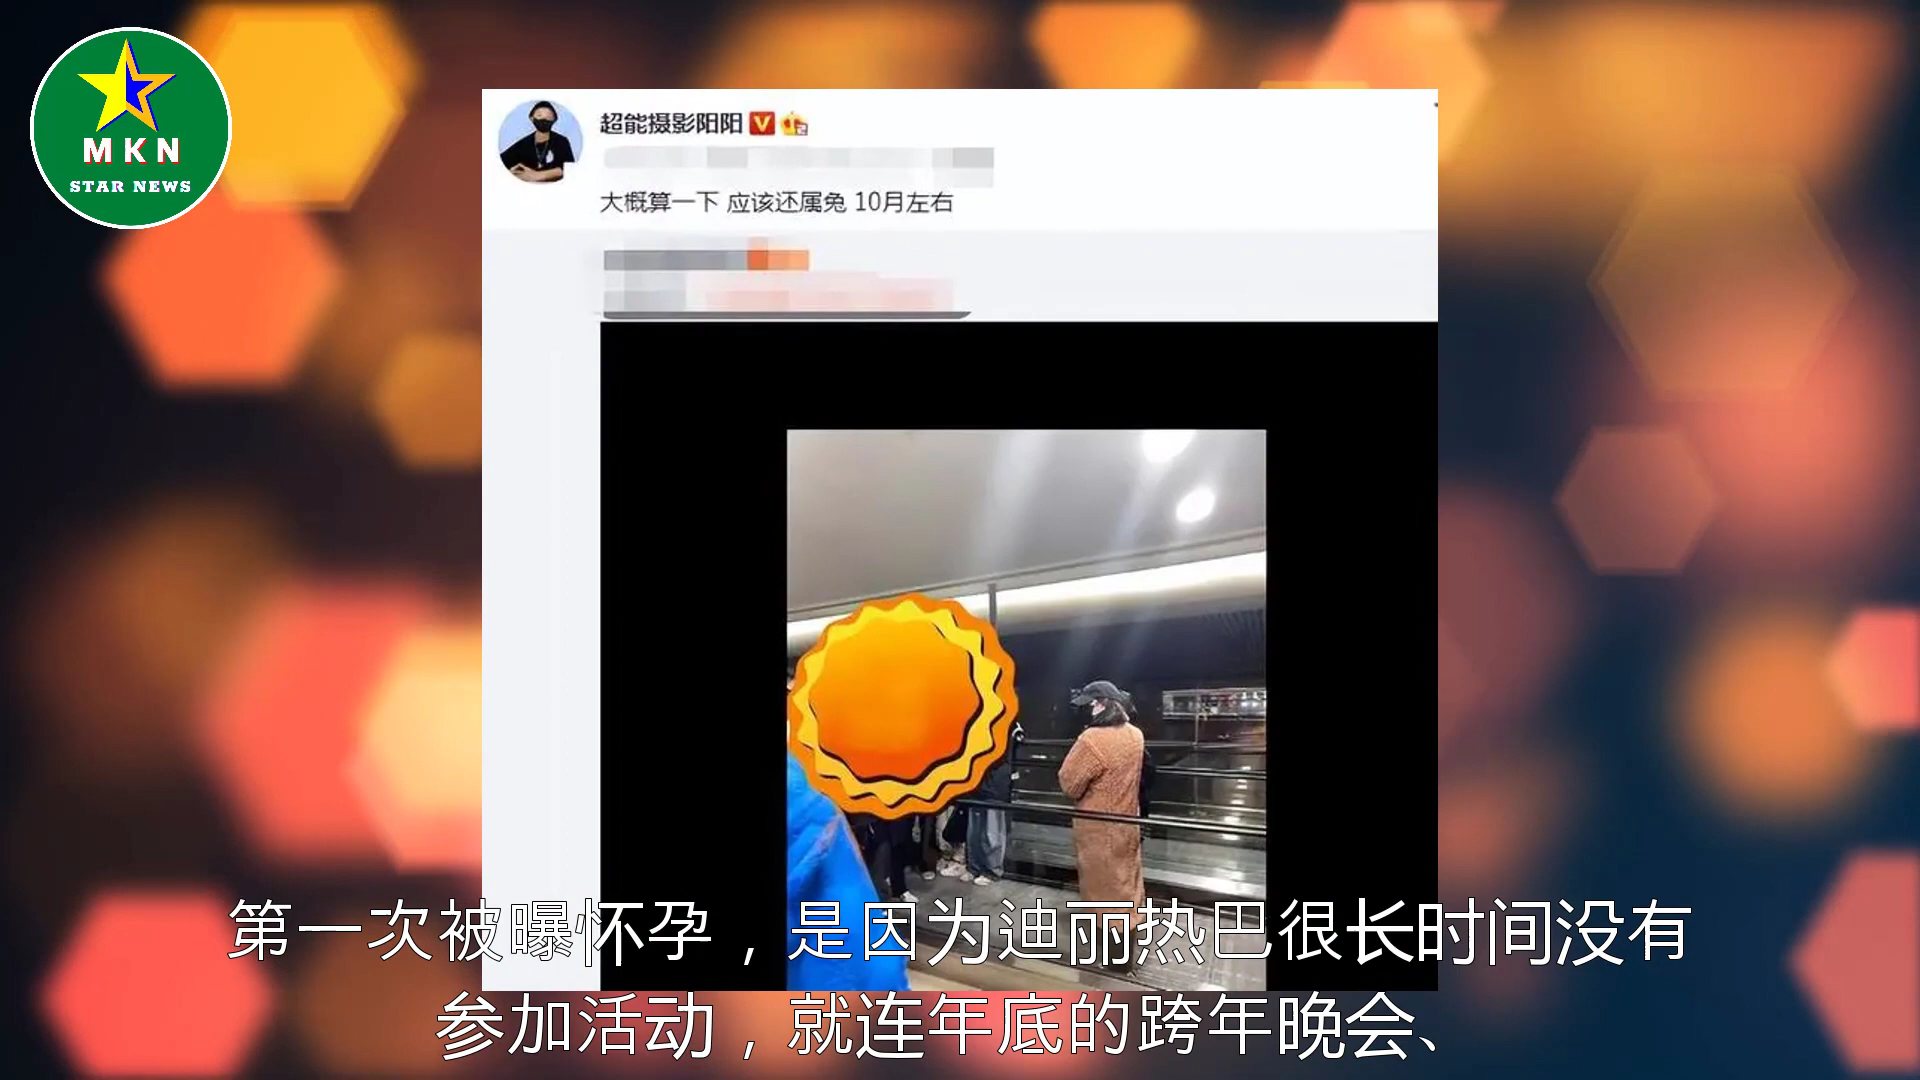 MKN
STAR NEWS
超能摄影阳阳
大概算一下 应该还属兔 10月左右
第一次被曝怀孕，是因为迪丽热巴很长时间没有
参加活动，就连年底的跨年晚会、